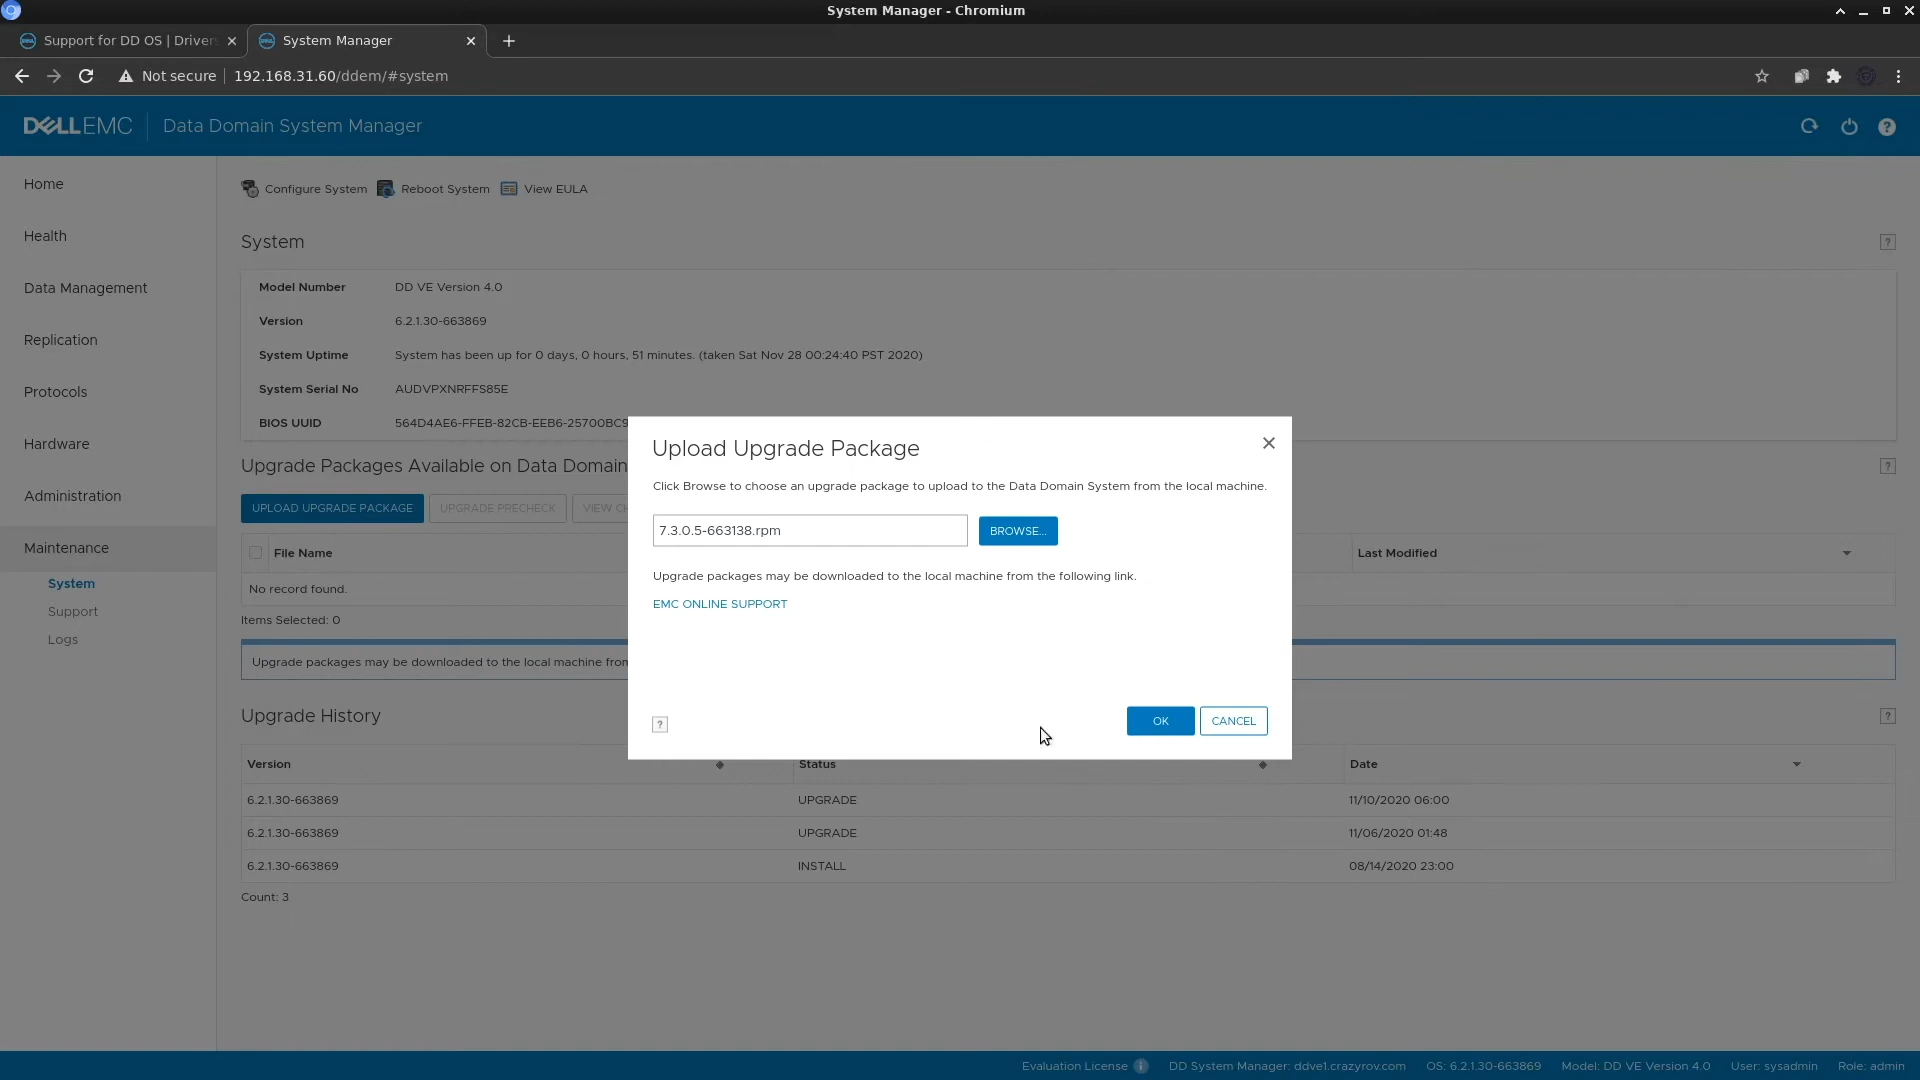 System Manager - Chromium
Support for DD OS | Drivers
System Manager
Not secure
192.168.31.60/ddem/#system
DELLEMC
Data Domain System Manager
Home
Health
Data Management
Replication
Protocols
Hardware
Administration
Maintenance
System
Support
Logs
Configure System
Reboot System
View EULA
System
Model Number DD VE Version 4.0
Version 6.2.1.30-663869
System Uptime System has been up for 0 days, 0 hours, 51 minutes. (taken Sat Nov 28 00:24:40 PST 2020)
System Serial No AUDVPXNRFFS85E
BIOS UUID 564D4AE6-FFEB-82CB-EEB6-25700BC9
Upgrade Packages Available on Data Domain
UPLOAD UPGRADE PACKAGE
UPGRADE PRECHECK
VIEW CH
File Name
Last Modified
No record found.
Items Selected: 0
Upgrade packages may be downloaded to the local machine from
Upload Upgrade Package
Click Browse to choose an upgrade package to upload to the Data Domain System from the local machine.
7.3.0.5-663138.rpm
BROWSE...
Upgrade packages may be downloaded to the local machine from the following link.
EMC ONLINE SUPPORT
?
OK
CANCEL
Upgrade History
Version Status Date
6.2.1.30-663869 UPGRADE 11/10/2020 06:00
6.2.1.30-663869 UPGRADE 11/06/2020 01:48
6.2.1.30-663869 INSTALL 08/14/2020 23:00
Count: 3
Evaluation License
DD System Manager: ddve1.crazyrov.com
OS: 6.2.1.30-663869
Model: DD VE Version 4.0
User: sysadmin
Role: admin